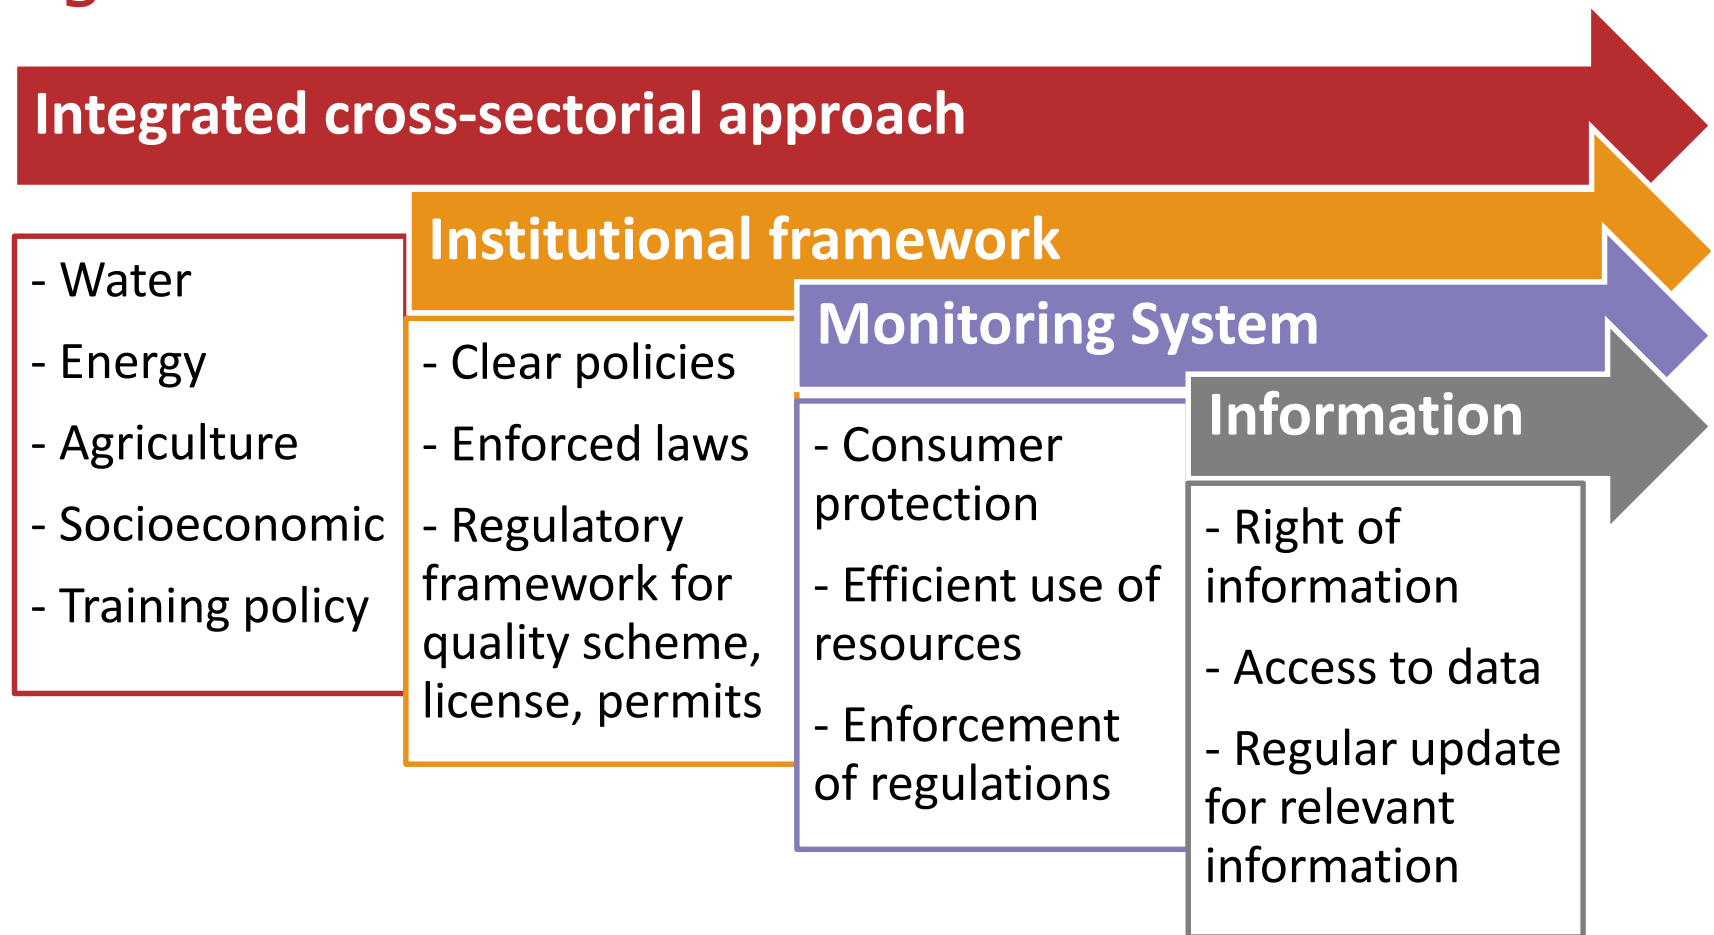 Integrated cross-sectorial approach
- Water
- Energy
- Agriculture
- Socioeconomic
- Training policy
Institutional framework
- Clear policies
- Enforced laws
- Regulatory
framework for
quality scheme,
license, permits
Monitoring System
- Consumer
protection
- Efficient use of
resources
- Enforcement
of regulations
Information
- Right of
information
- Access to data
- Regular update
for relevant
information